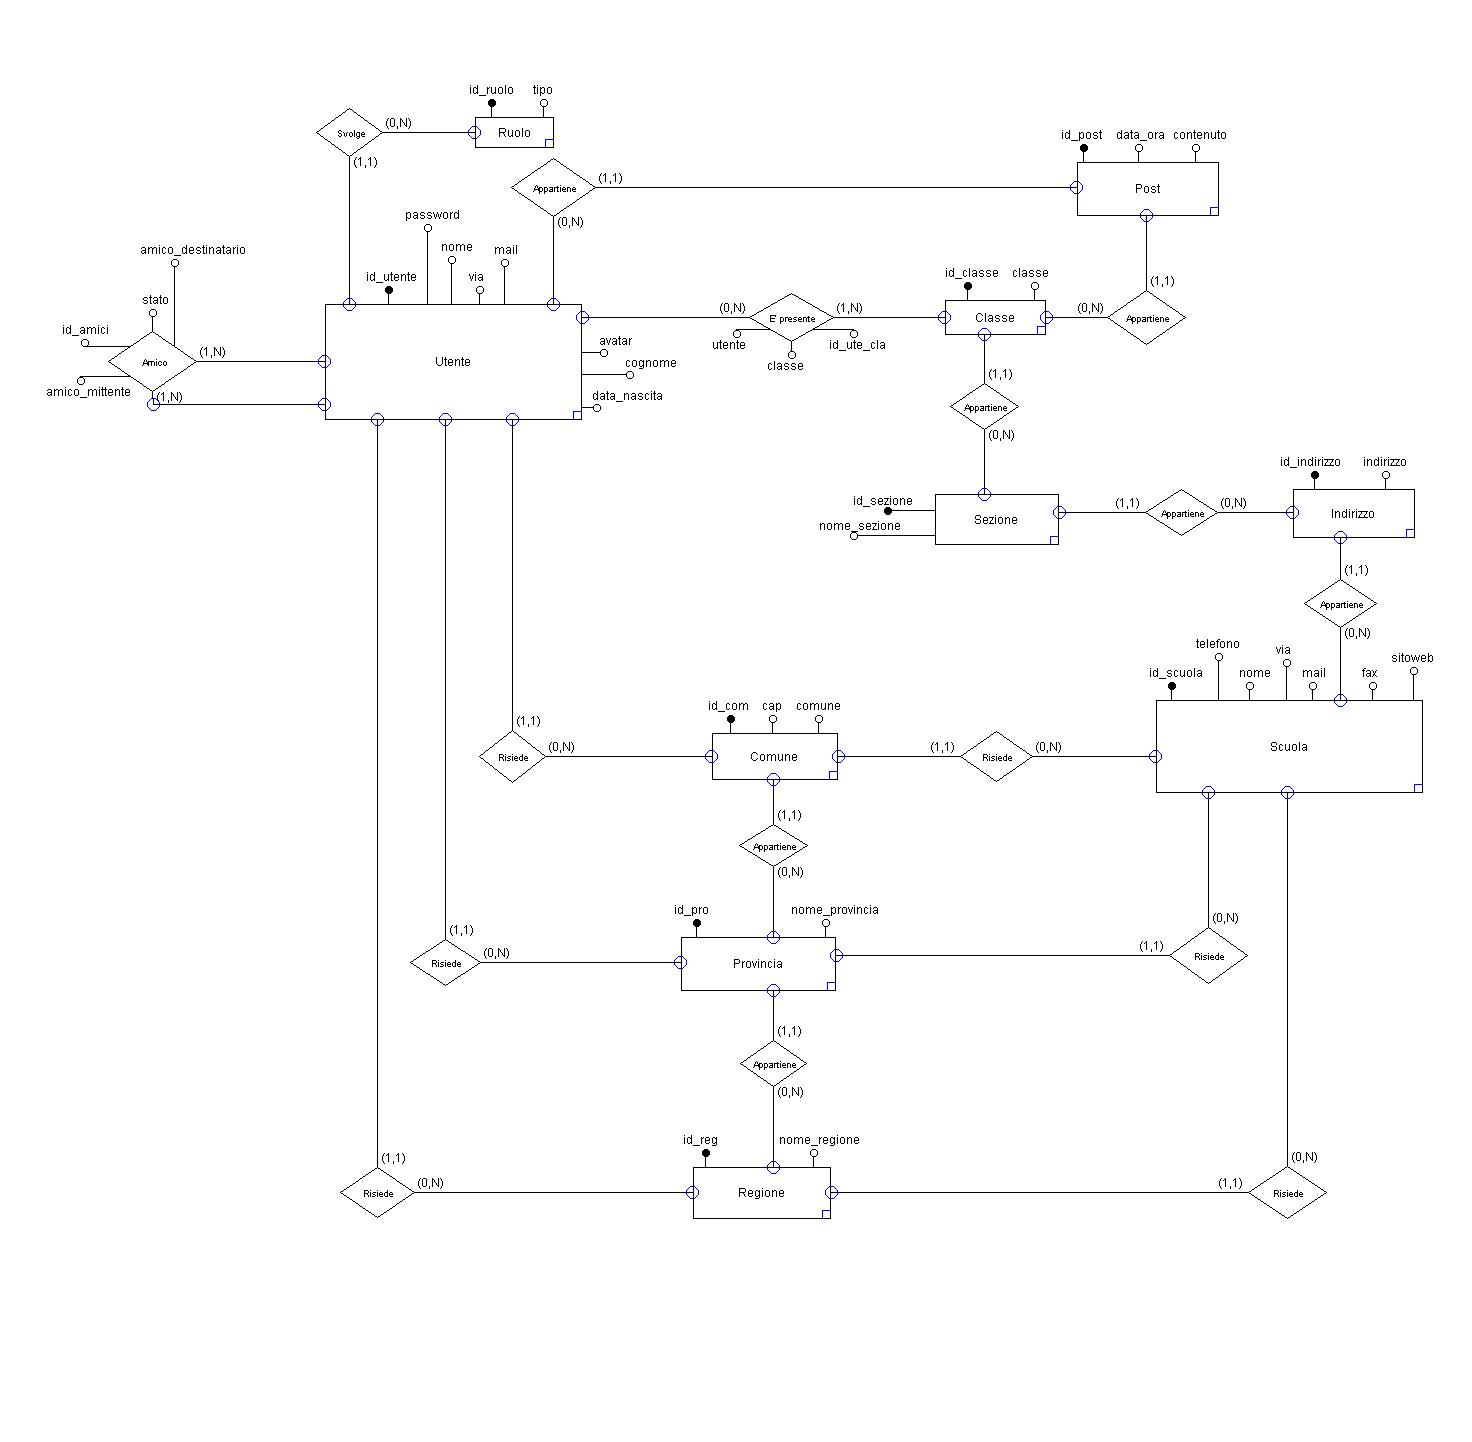 id_ruolo
tipo
Ruolo
Svolge
(0,N)
(1,1)
id_post
data_ora
contenuto
Post
Appartiene
(1,1)
(0,N)
password
nome
mail
id_utente
via
amico_destinatario
stato
id_amici
Amico
(1,N)
amico_mittente
(1,N)
Utente
avatar
cognome
data_nascita
(0,N)
E' presente
(1,N)
utente
classe
id_ute_cla
id_classe
classe
Classe
(0,N)
Appartiene
(1,1)
(1,1)
Appartiene
(0,N)
id_sezione
nome_sezione
Sezione
(1,1)
Appartiene
(0,N)
id_indirizzo
indirizzo
Indirizzo
(1,1)
Appartiene
(0,N)
id_scuola
telefono
nome
via
mail
fax
sitoweb
Scuola
(1,1)
Risiede
(0,N)
id_com
cap
comune
Comune
(1,1)
Risiede
(0,N)
(1,1)
Appartiene
(0,N)
id_pro
nome_provincia
Provincia
(1,1)
Risiede
(0,N)
(1,1)
Risiede
(0,N)
(1,1)
Appartiene
(0,N)
id_reg
nome_regione
Regione
(1,1)
Risiede
(0,N)
(1,1)
Risiede
(0,N)